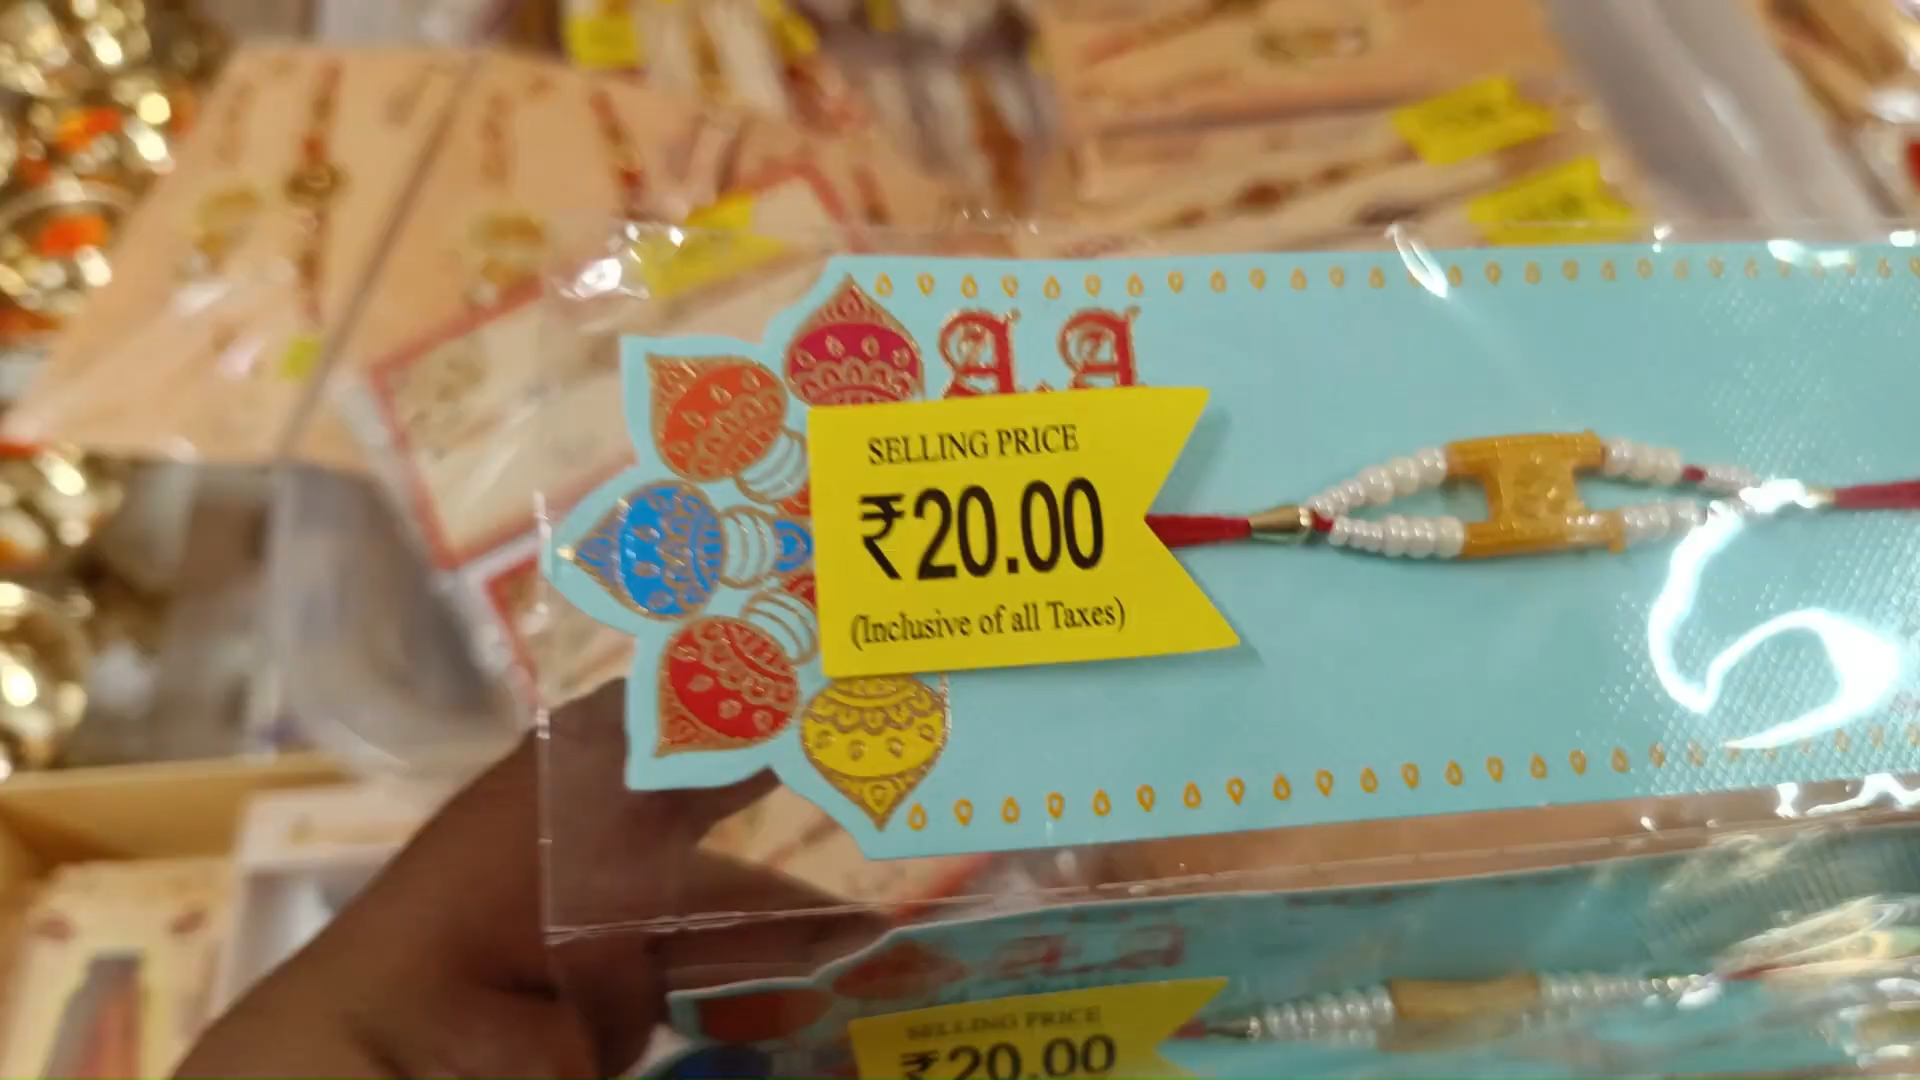 A.A
SELLING PRICE
₹20.00
(Inclusive of all Taxes)
A.A
SELLING PRICE
₹20.00